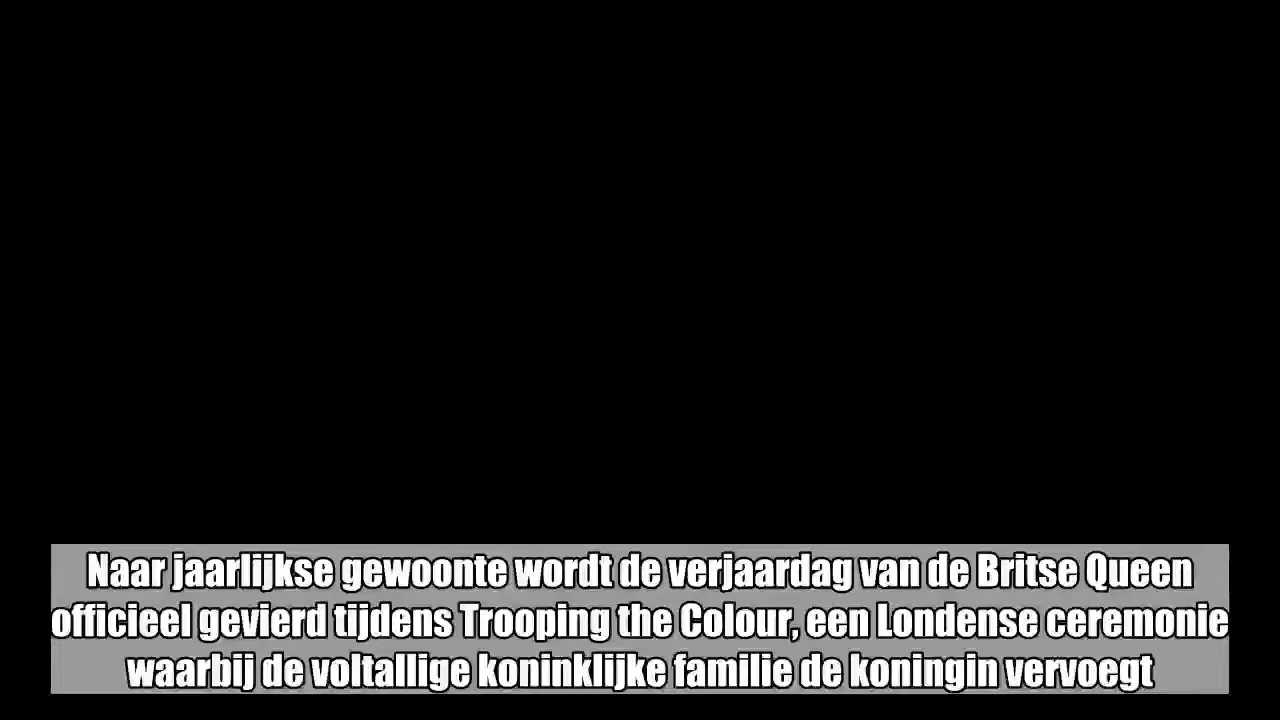 Naar jaarlijkse gewoonte wordt de verjaardag van de Britse Queen
officieel gevierd tijdens Trooping the Colour, een Londense ceremonie
waarbij de voltallige koninklijke familie de koningin vervoegt